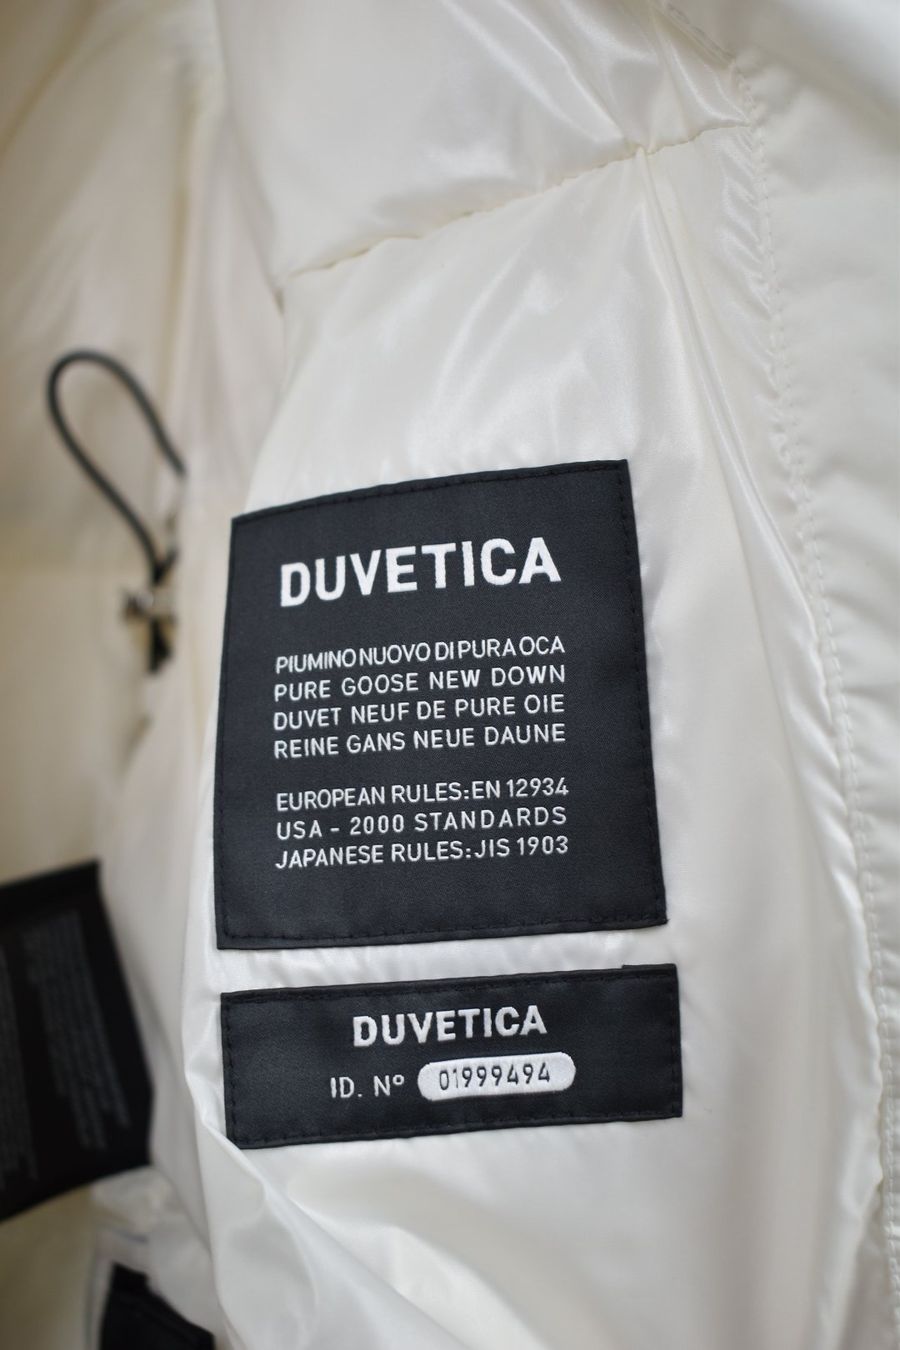 DUVETICA
PIUMINO NUOVO DI PURA OCA
PURE GOOSE NEW DOWN
DUVET NEUF DE PURE OIE
REINE GANS NEUE DAUNE
EUROPEAN RULES:EN 12934
USA - 2000 STANDARDS
JAPANESE RULES:JIS 1903
DUVETICA
ID. Nº 01999494